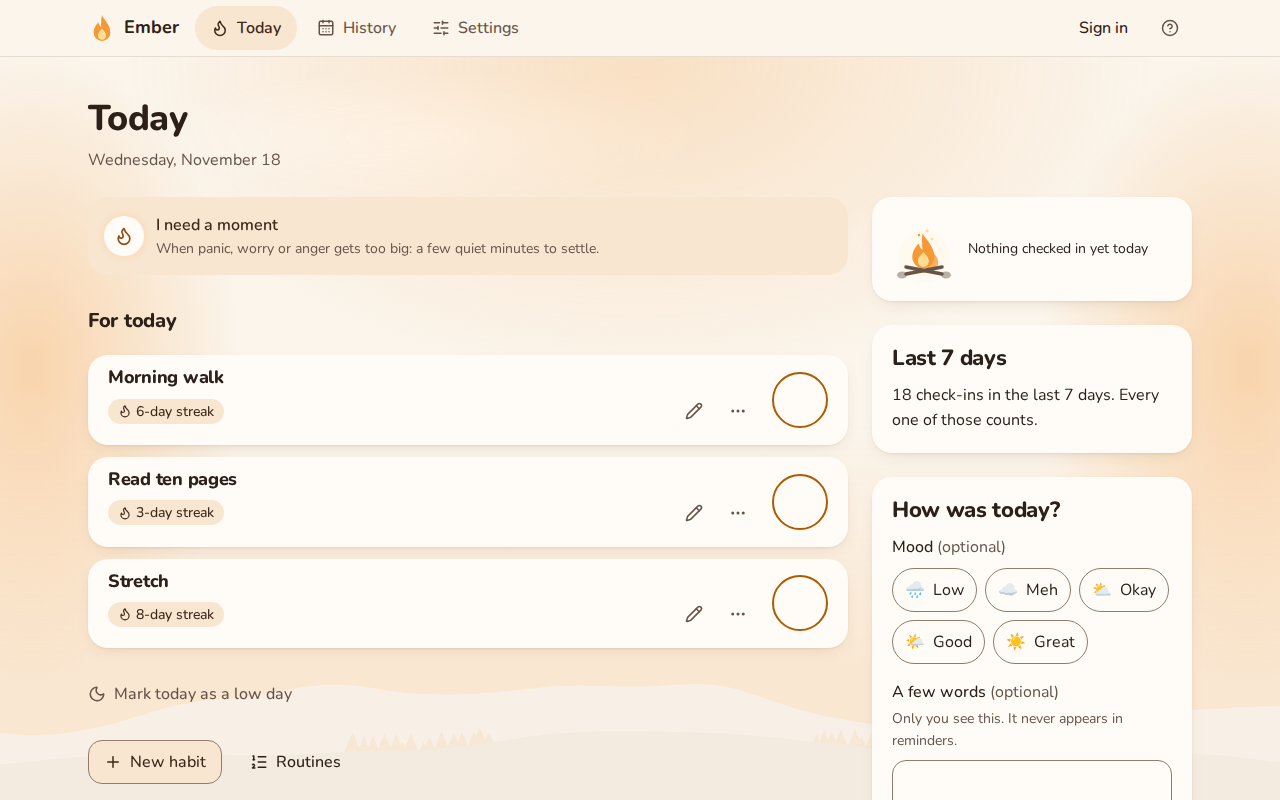 Ember
Today
History
Settings
Sign in
Today
Wednesday, November 18
I need a moment
When panic, worry or anger gets too big: a few quiet minutes to settle.
For today
Morning walk
6-day streak
Read ten pages
3-day streak
Stretch
8-day streak
Mark today as a low day
New habit
Routines
Nothing checked in yet today
Last 7 days
18 check-ins in the last 7 days. Every
one of those counts.
How was today?
Mood (optional)
Low
Meh
Okay
Good
Great
A few words (optional)
Only you see this. It never appears in
reminders.